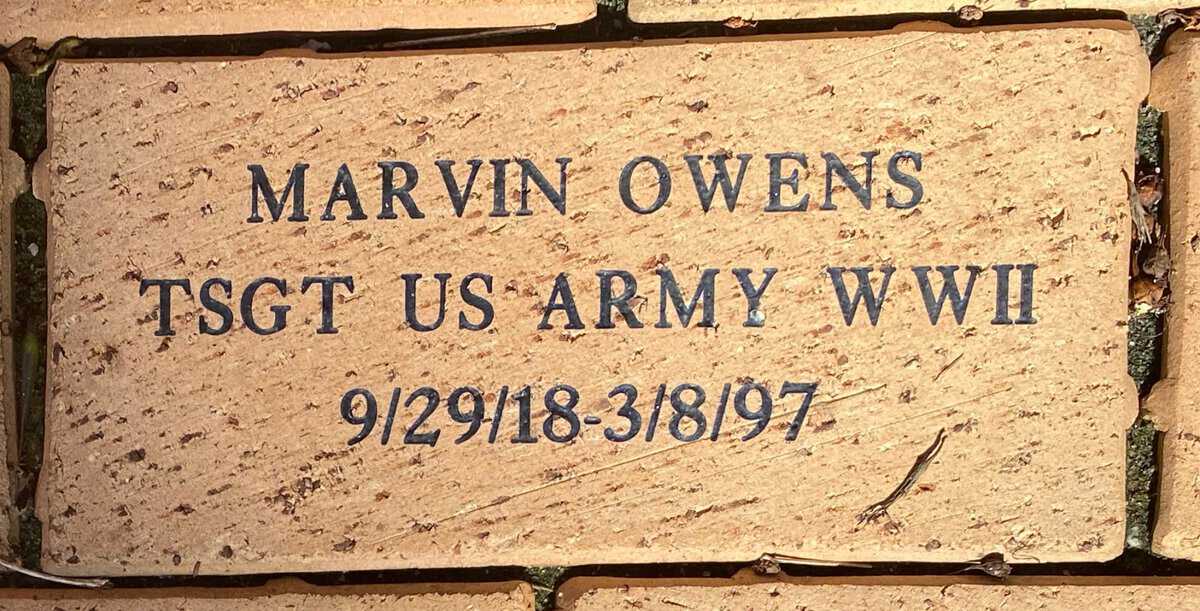 MARVIN OWENS
TSGT US ARMY WWII
9/29/18-3/8/97